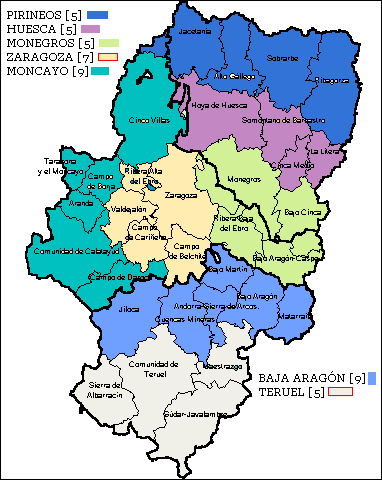 PIRINEOS [5]
HUESCA [5]
MONEGROS [5]
ZARAGOZA [7]
MONCAYO [9]
Jacetania
Alto Gallego
Sobrarbe
Ribagorza
Cinco Villas
Hoya de Huesca
Somontano de Barbastro
La Litera
Cinca Medio
Tarazona
y el Moncayo
Campo
de Borja
Ribera Alta
del Ebro
Zaragoza
Monegros
Aranda
Valdejalón
Ribera Baja
del Ebro
Bajo Cinca
Campo
de Cariñena
Comunidad de Calatayud
Campo
de Belchite
Bajo Aragón-Caspe
Campo de Daroca
Bajo Martín
Jiloca
Andorra-Sierra de Arcos
Bajo Aragón
Cuencas Mineras
Matarraña
Comunidad de
Teruel
Maestrazgo
Sierra de
Albarracín
Gúdar-Javalambre
BAJA ARAGÓN [9]
TERUEL [5]